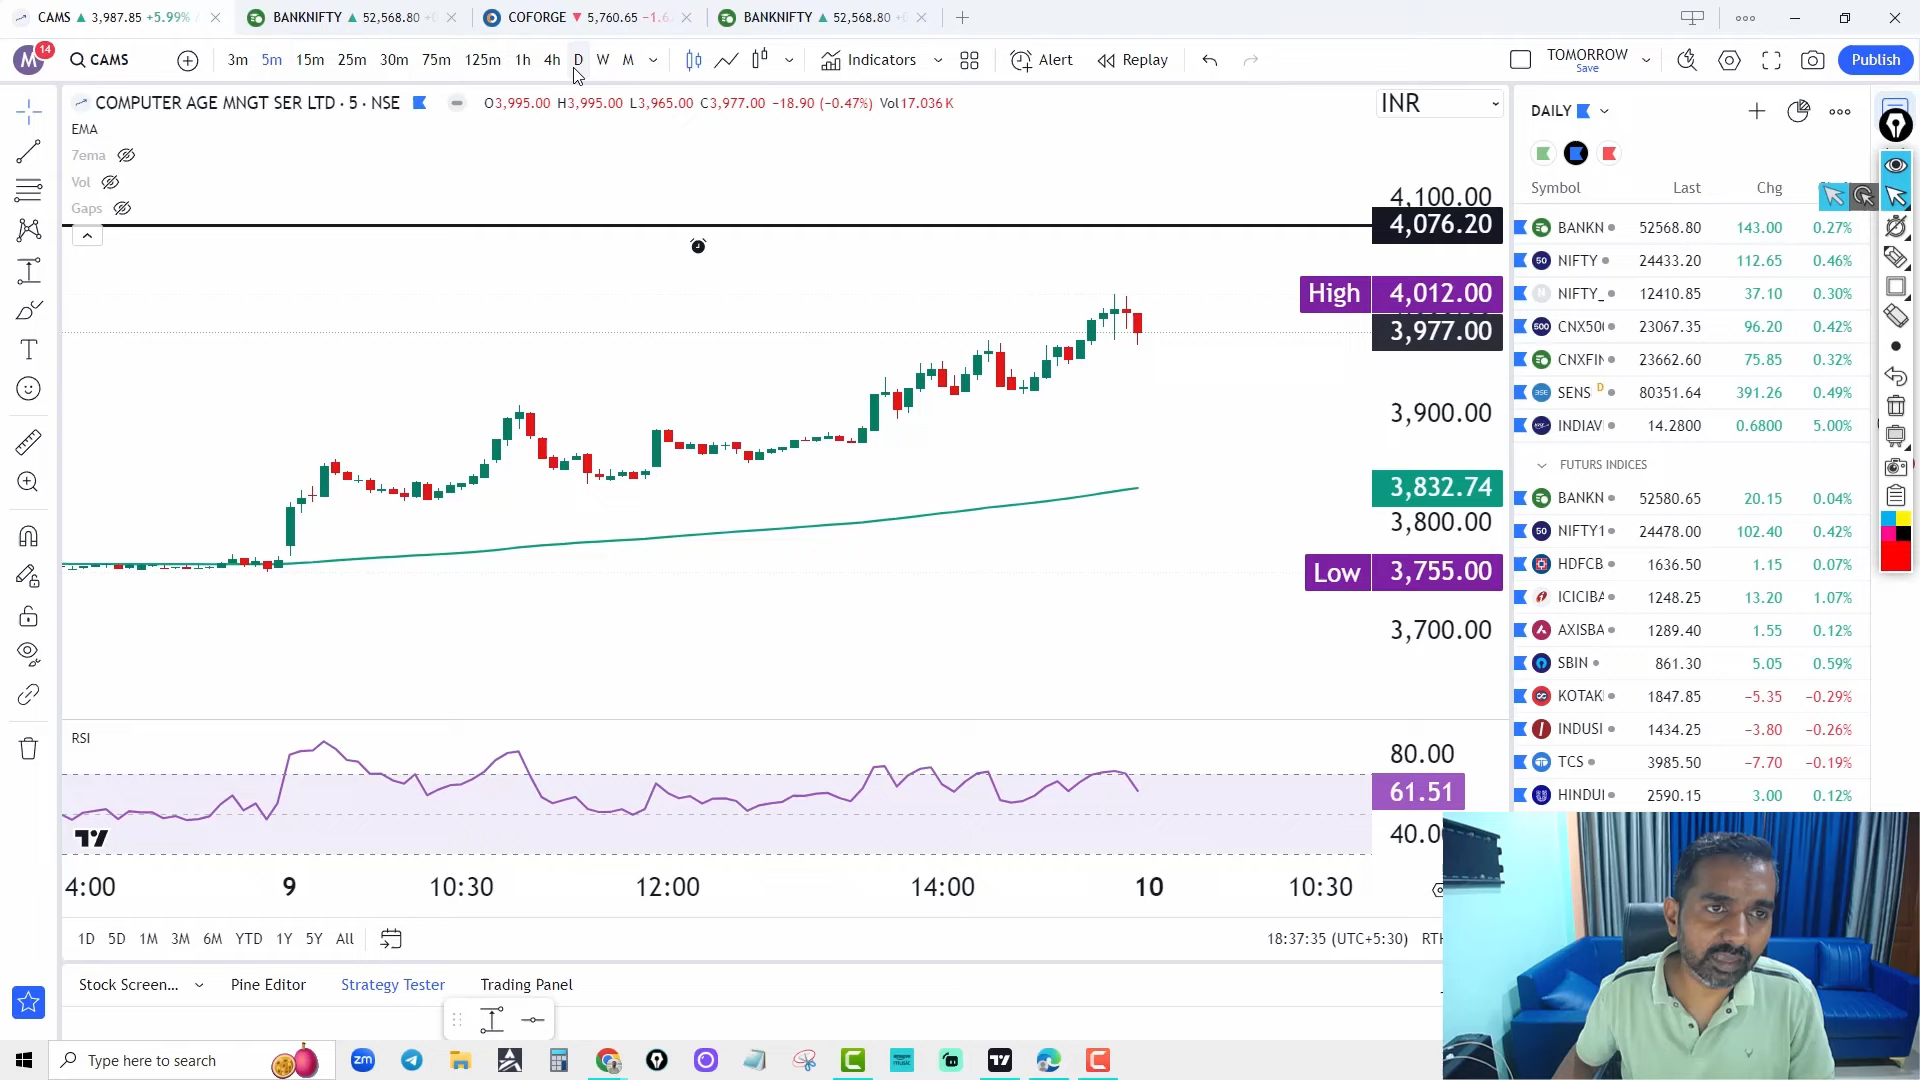 CAMS ▲ 3,987.85 +5.99%
BANKNIFTY ▲ 52,568.80
COFORGE ▼ 5,760.65 −1.6
BANKNIFTY ▲ 52,568.80
M 14 CAMS 3m 5m 15m 25m 30m 75m 125m 1h 4h D W M Indicators Alert Replay TOMORROW Save Publish
COMPUTER AGE MNGT SER LTD · 5 · NSE O3,995.00 H3,995.00 L3,965.00 C3,977.00 −18.90 (−0.47%) Vol17.036 K
INR
EMA
7ema
Vol
Gaps
4,100.00
4,076.20
High 4,012.00
3,977.00
3,900.00
3,832.74
3,800.00
Low 3,755.00
3,700.00
RSI
80.00
61.51
40.0
4:00 9 10:30 12:00 14:00 10 10:30
1D 5D 1M 3M 6M YTD 1Y 5Y All 18:37:35 (UTC+5:30) RTH
Stock Screen... Pine Editor Strategy Tester Trading Panel
DAILY
Symbol Last Chg
BANKN 52568.80 143.00 0.27%
50 NIFTY 24433.20 112.65 0.46%
N NIFTY_ 12410.85 37.10 0.30%
500 CNX50 23067.35 96.20 0.42%
CNXFIN 23662.60 75.85 0.32%
BSE SENS D 80351.64 391.26 0.49%
INDIAV 14.2800 0.6800 5.00%
FUTURS INDICES
BANKN 52580.65 20.15 0.04%
50 NIFTY1 24478.00 102.40 0.42%
HDFCB 1636.50 1.15 0.07%
ICICIBA 1248.25 13.20 1.07%
AXISBA 1289.40 1.55 0.12%
SBIN 861.30 5.05 0.59%
KOTAK 1847.85 −5.35 −0.29%
INDUSI 1434.25 −3.80 −0.26%
TCS 3985.50 −7.70 −0.19%
HINDUI 2590.15 3.00 0.12%
Type here to search
zm